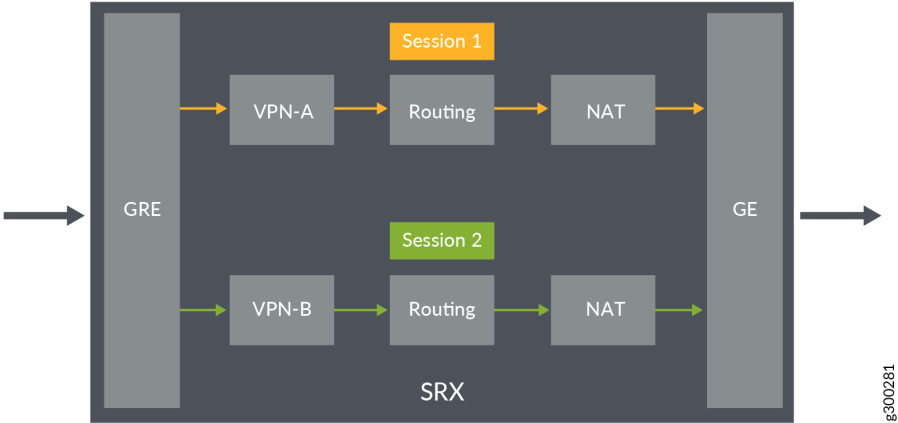 Session 1
VPN-A
Routing
NAT
GRE
GE
Session 2
VPN-B
Routing
NAT
SRX
g300281